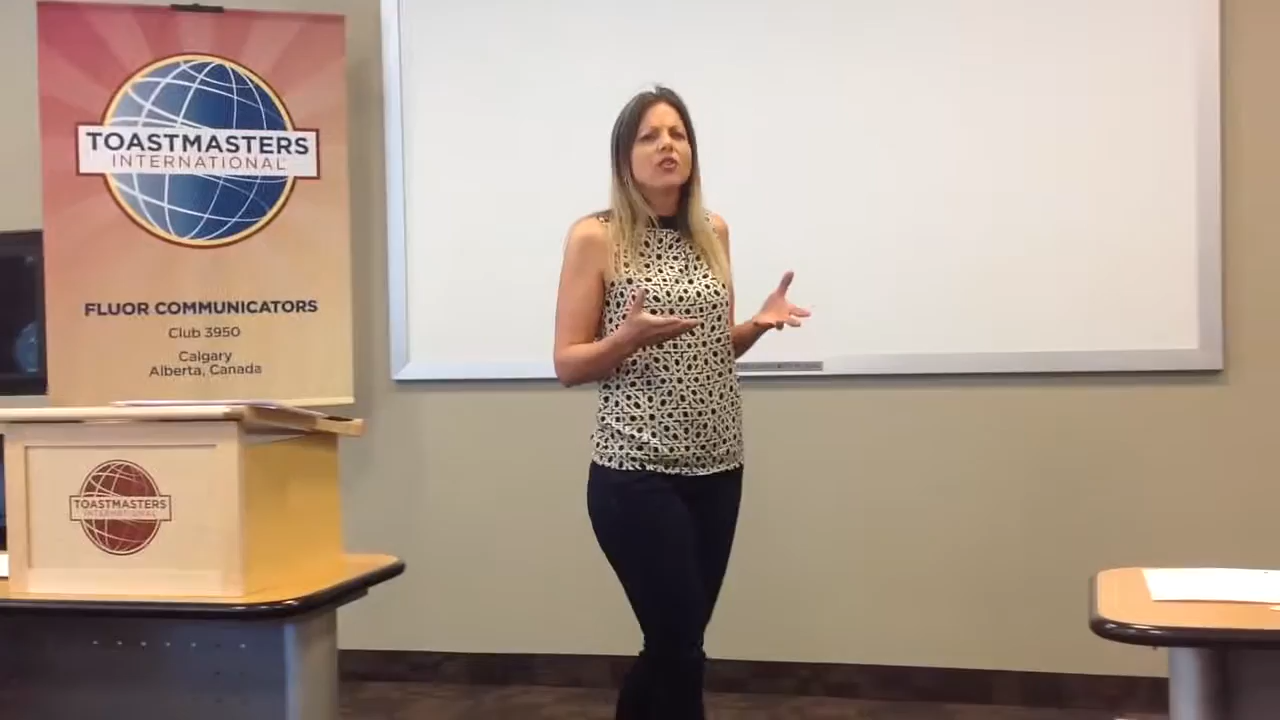 TOASTMASTERS
INTERNATIONAL
FLUOR COMMUNICATORS
Club 3950
Calgary
Alberta, Canada
TOASTMASTERS
INTERNATIONAL